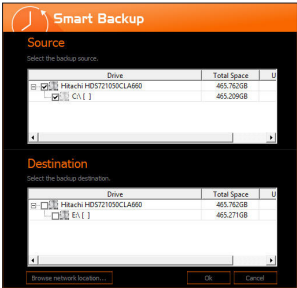 Smart Backup
Source
Select the backup source.
Drive Total Space U
Hitachi HDS721050CLA660 465.762GB
C:\ [ ] 465.209GB
Destination
Select the backup destination.
Drive Total Space U
Hitachi HDS721050CLA660 465.762GB
E:\ [ ] 465.271GB
Browse network location... Ok Cancel